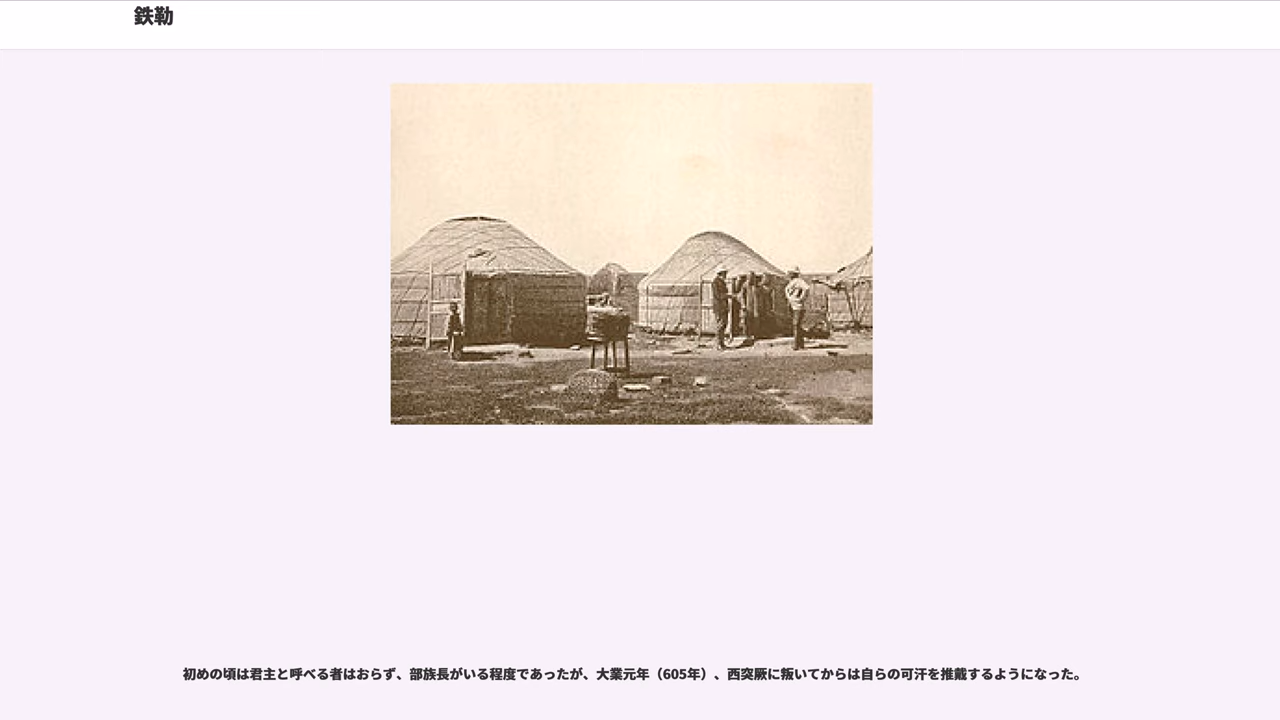 鉄勒
初めの頃は君主と呼べる者はおらず、部族長がいる程度であったが、大業元年（605年）、西突厥に叛いてからは自らの可汗を推戴するようになった。